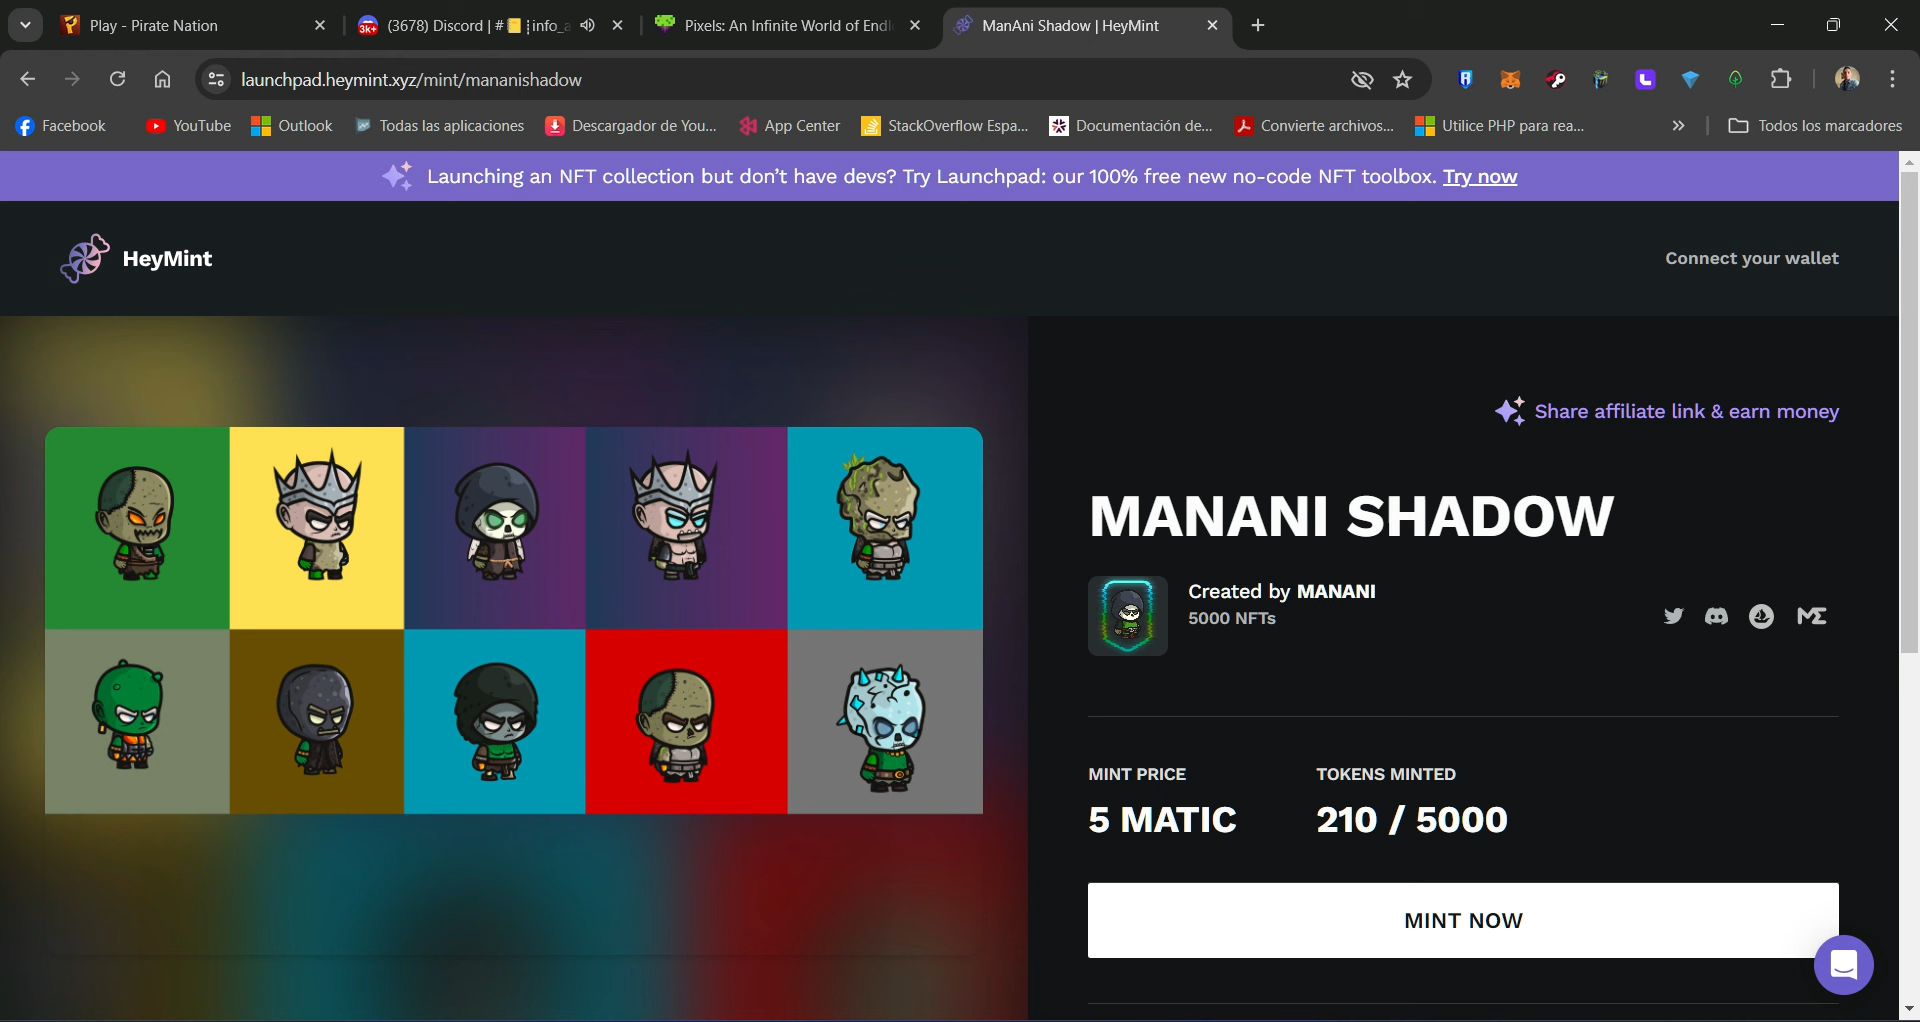 Play - Pirate Nation
(3678) Discord | #📒┊info_a
Pixels: An Infinite World of Endl
ManAni Shadow | HeyMint
launchpad.heymint.xyz/mint/mananishadow
Facebook
YouTube
Outlook
Todas las aplicaciones
Descargador de You...
App Center
StackOverflow Espa...
Documentación de...
Convierte archivos...
Utilice PHP para rea...
Todos los marcadores
Launching an NFT collection but don’t have devs? Try Launchpad: our 100% free new no-code NFT toolbox. Try now
HeyMint
Connect your wallet
Share affiliate link & earn money
MANANI SHADOW
Created by MANANI
5000 NFTs
MINT PRICE
TOKENS MINTED
5 MATIC
210 / 5000
MINT NOW